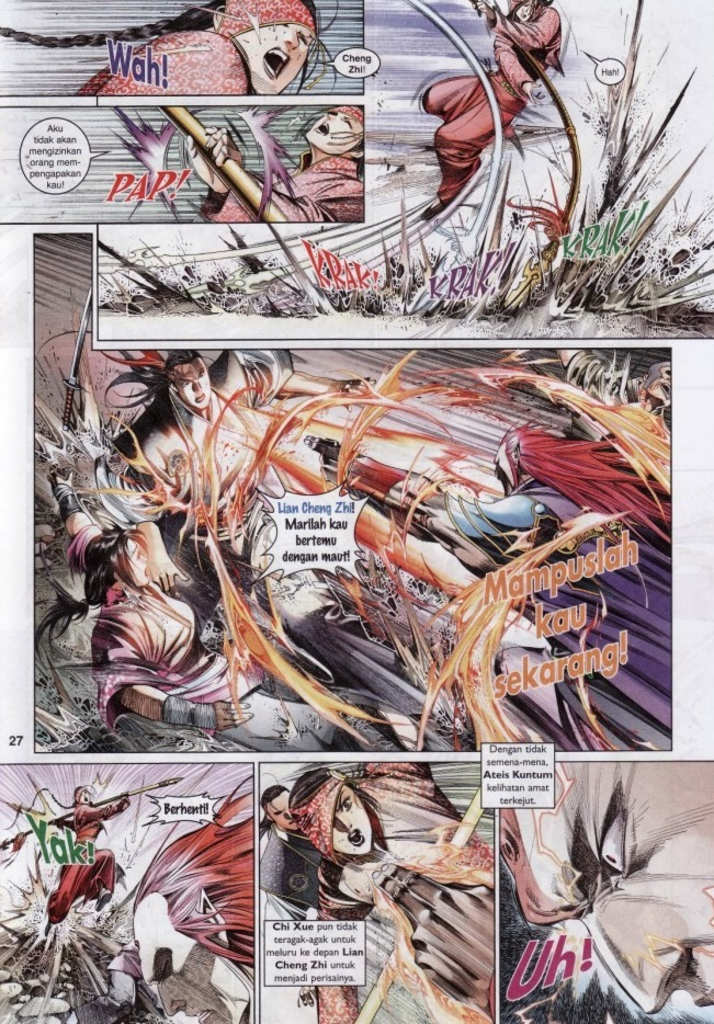 Wah!
Cheng
Zhi!
Hah!
Aku
tidak akan
mengizinkan
orang mem-
pengapakan
kau!
PAP!
KRAK!
KRAK!
KRAK!
Lian Cheng Zhi!
Marilah kau
bertemu
dengan maut!
Mampuslah
kau
sekarang!
27
Yak!
Berhenti!
Chi Xue pun tidak
teragak-agak untuk
meluru ke depan Lian
Cheng Zhi untuk
menjadi perisainya.
Dengan tidak
semena-mena,
Ateis Kuntum
kelihatan amat
terkejut.
Uh!